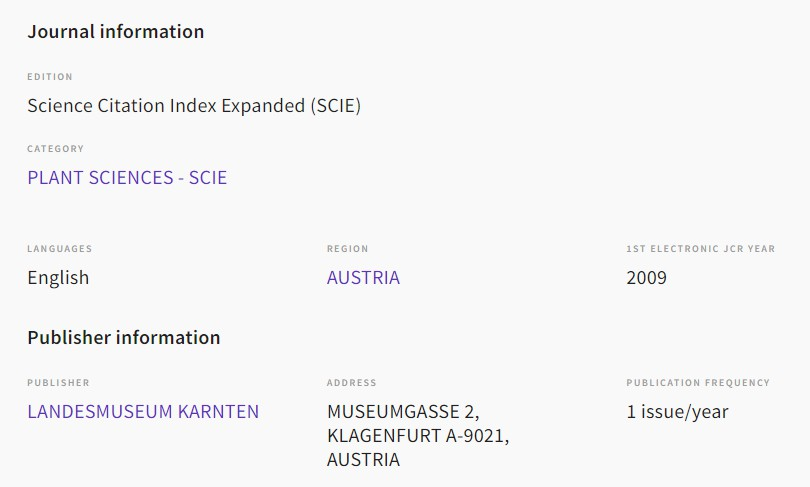 Journal information
EDITION
Science Citation Index Expanded (SCIE)
CATEGORY
PLANT SCIENCES - SCIE
LANGUAGES
English
REGION
AUSTRIA
1ST ELECTRONIC JCR YEAR
2009
Publisher information
PUBLISHER
LANDESMUSEUM KARNTEN
ADDRESS
MUSEUMGASSE 2,
KLAGENFURT A-9021,
AUSTRIA
PUBLICATION FREQUENCY
1 issue/year